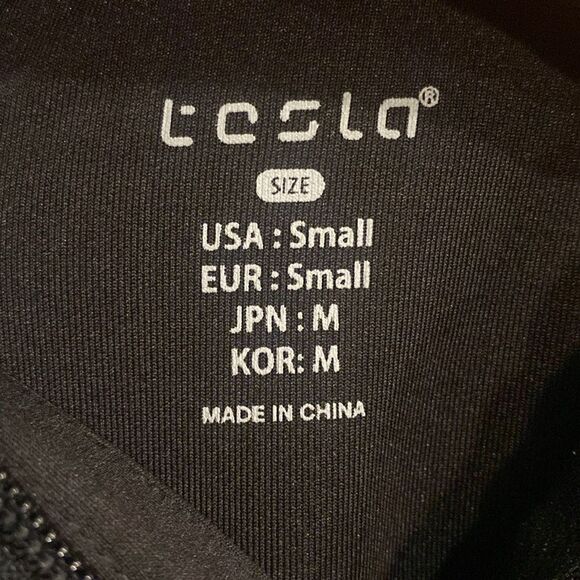 tesla®
SIZE
USA : Small
EUR : Small
JPN : M
KOR: M
MADE IN CHINA